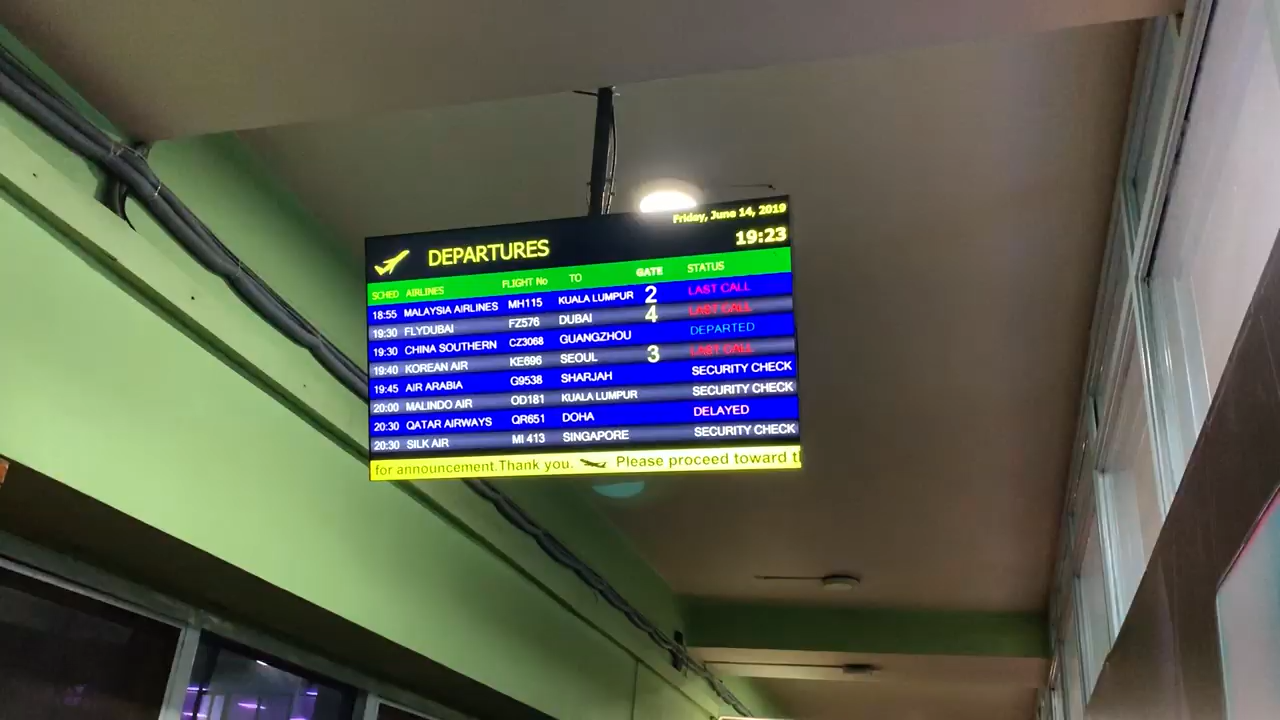 Friday, June 14, 2019
DEPARTURES 19:23
SCHED AIRLINES FLIGHT No TO GATE STATUS
18:55 MALAYSIA AIRLINES MH115 KUALA LUMPUR 2 LAST CALL
19:30 FLYDUBAI FZ576 DUBAI 4 LAST CALL
19:30 CHINA SOUTHERN CZ3068 GUANGZHOU DEPARTED
19:40 KOREAN AIR KE696 SEOUL 3 LAST CALL
19:45 AIR ARABIA G9538 SHARJAH SECURITY CHECK
20:00 MALINDO AIR OD181 KUALA LUMPUR SECURITY CHECK
20:30 QATAR AIRWAYS QR651 DOHA DELAYED
20:30 SILK AIR MI 413 SINGAPORE SECURITY CHECK
for announcement.Thank you. Please proceed toward t